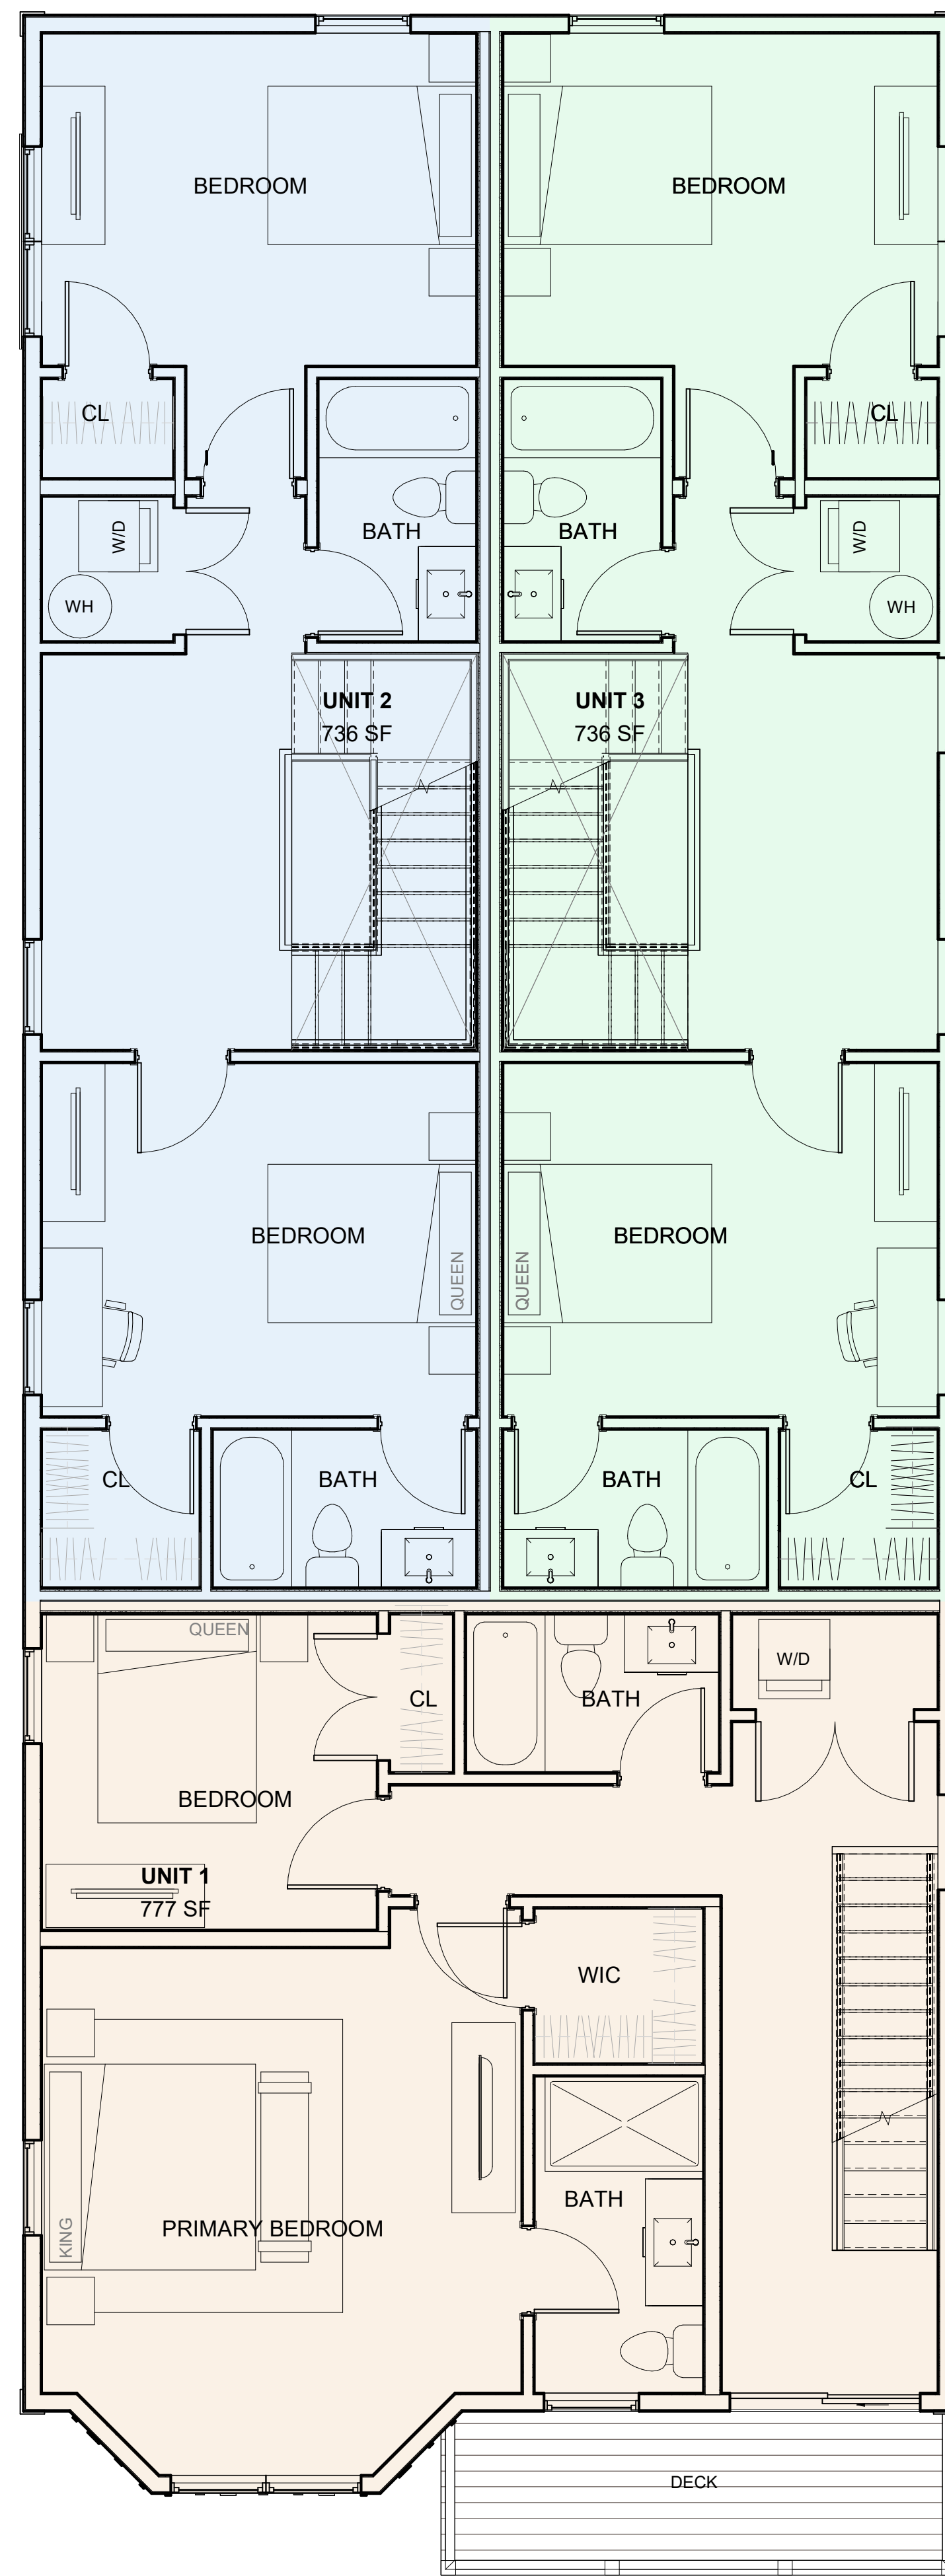 BEDROOM
BEDROOM
CL
CL
W/D
BATH
BATH
W/D
WH
WH
UNIT 2
736 SF
UNIT 3
736 SF
BEDROOM
BEDROOM
QUEEN
QUEEN
CL
BATH
BATH
CL
QUEEN
W/D
CL
BATH
BEDROOM
UNIT 1
777 SF
WIC
BATH
PRIMARY BEDROOM
KING
DECK